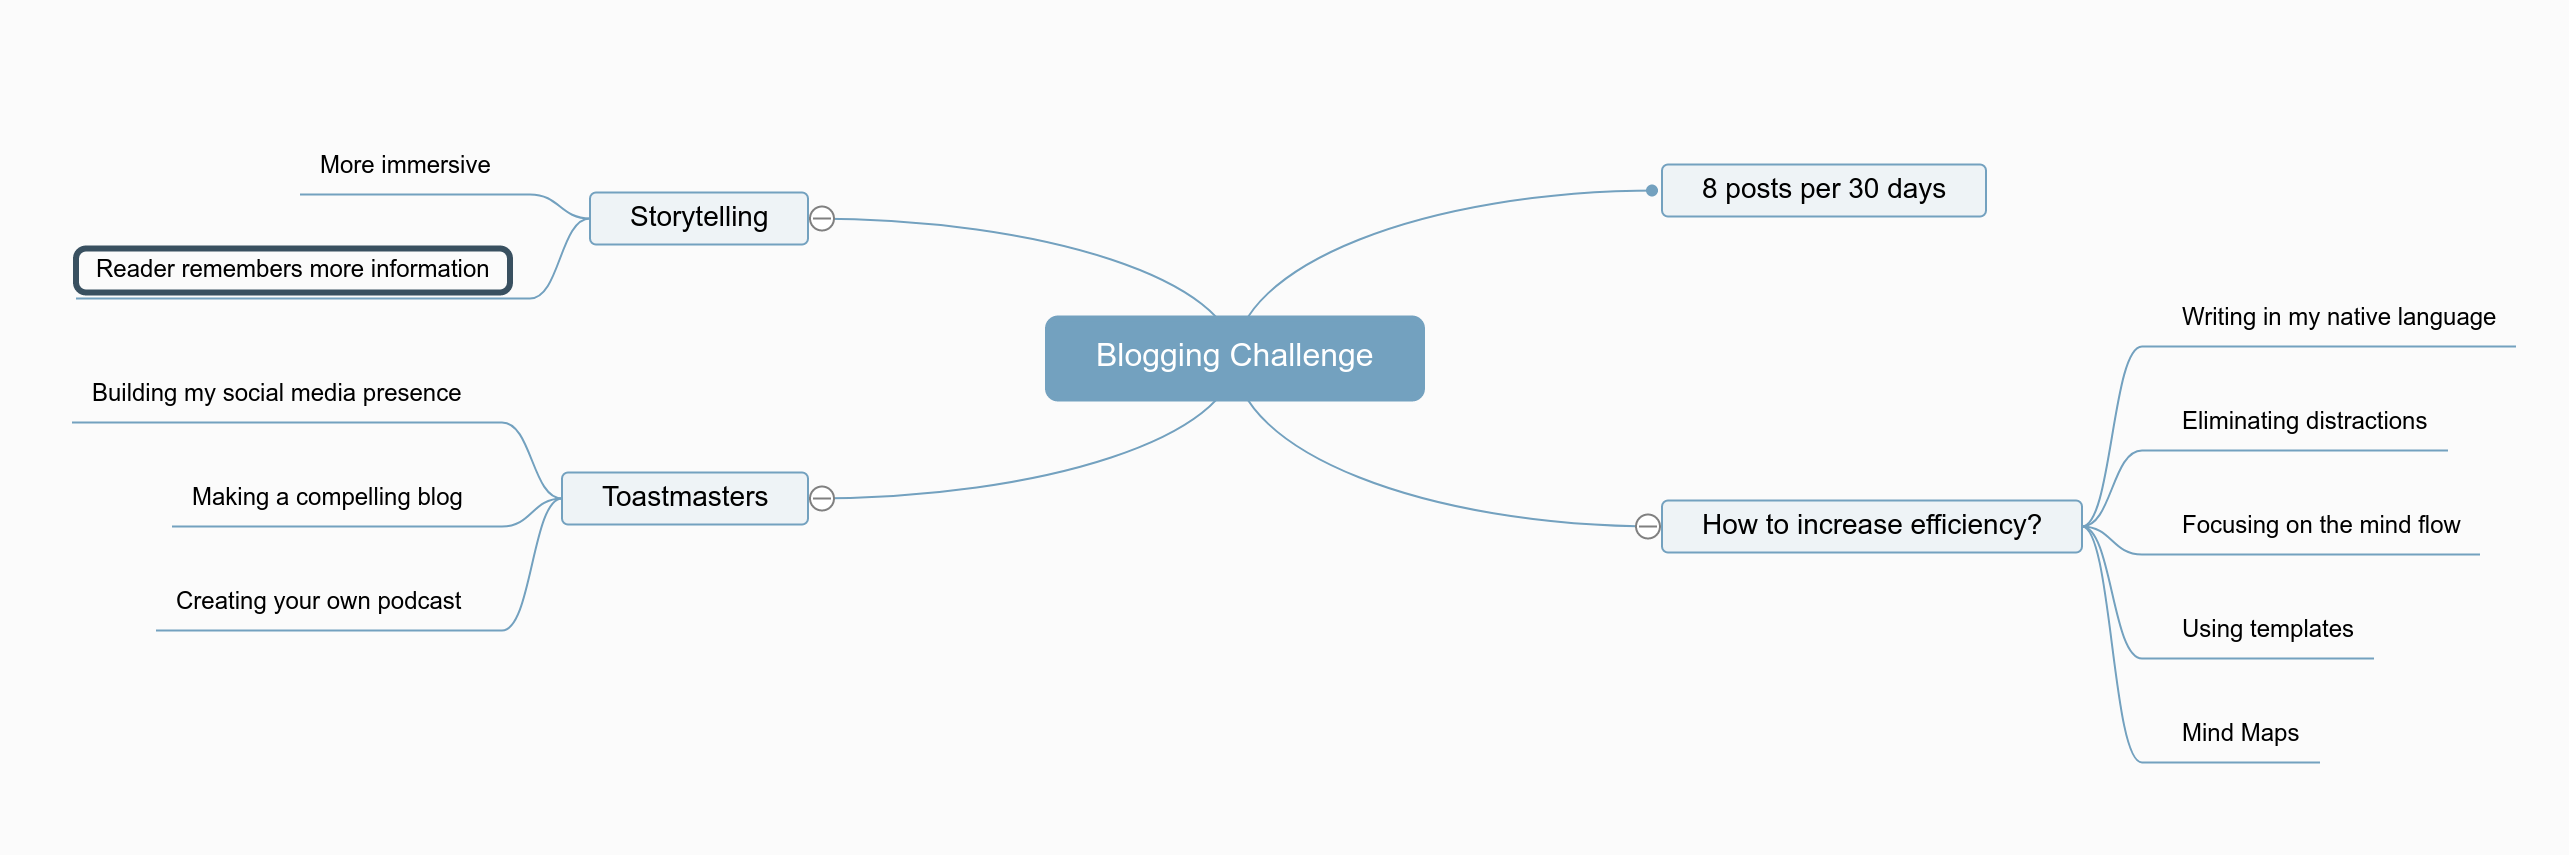 Blogging Challenge
Storytelling
More immersive
Reader remembers more information
Toastmasters
Building my social media presence
Making a compelling blog
Creating your own podcast
8 posts per 30 days
How to increase efficiency?
Writing in my native language
Eliminating distractions
Focusing on the mind flow
Using templates
Mind Maps